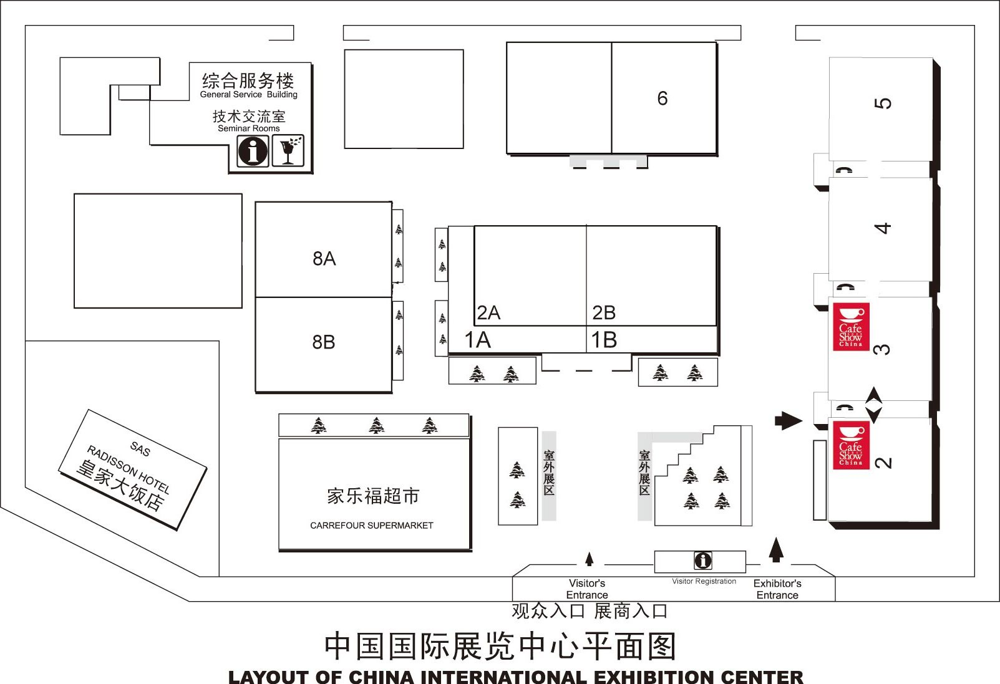 综合服务楼
General Service Building
技术交流室
Seminar Rooms
6
5
4
8A
8B
2A
2B
1A
1B
Cafe
Show
2013
China
3
Cafe
Show
2013
China
2
SAS
RADISSON HOTEL
皇家大饭店
家乐福超市
CARREFOUR SUPERMARKET
室外展区
室外展区
Visitor's
Entrance
Visitor Registration
Exhibitor's
Entrance
观众入口 展商入口
中国国际展览中心平面图
LAYOUT OF CHINA INTERNATIONAL EXHIBITION CENTER